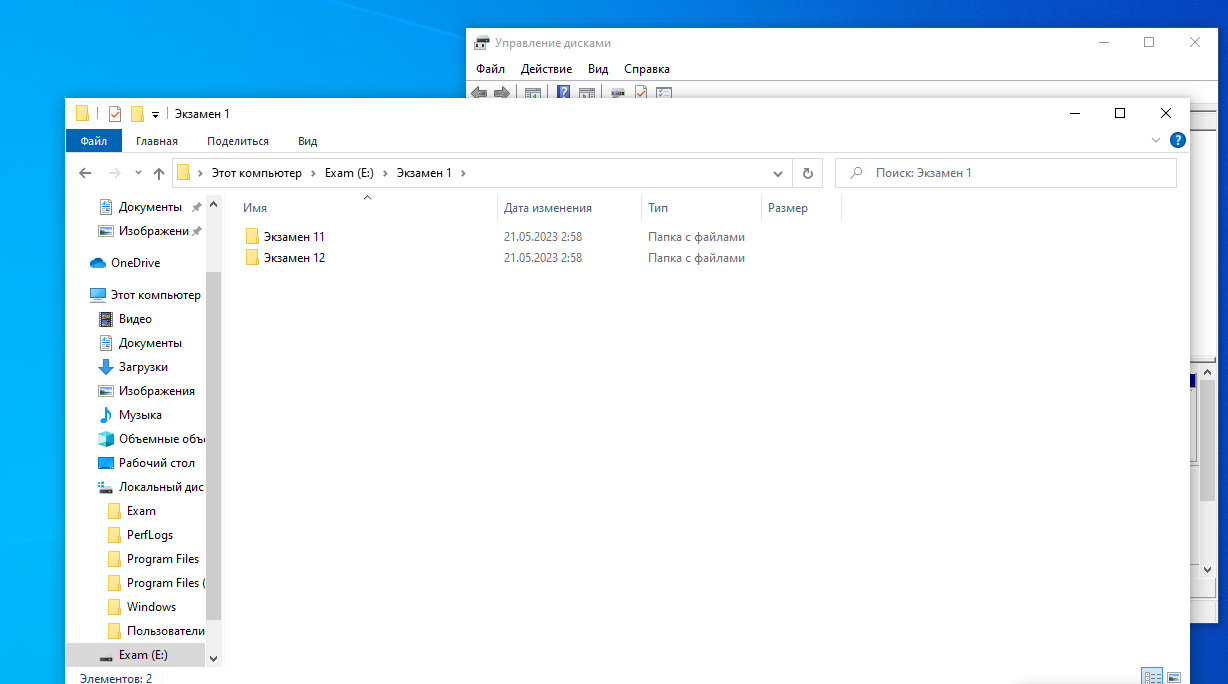 Управление дисками
Файл Действие Вид Справка
Экзамен 1
Файл Главная Поделиться Вид
Этот компьютер Exam (E:) Экзамен 1
Поиск: Экзамен 1
Имя Дата изменения Тип Размер
Экзамен 11 21.05.2023 2:58 Папка с файлами
Экзамен 12 21.05.2023 2:58 Папка с файлами
Документы
Изображени
OneDrive
Этот компьютер
Видео
Документы
Загрузки
Изображения
Музыка
Объемные объ
Рабочий стол
Локальный дис
Exam
PerfLogs
Program Files
Program Files (
Windows
Пользователи
Exam (E:)
Элементов: 2